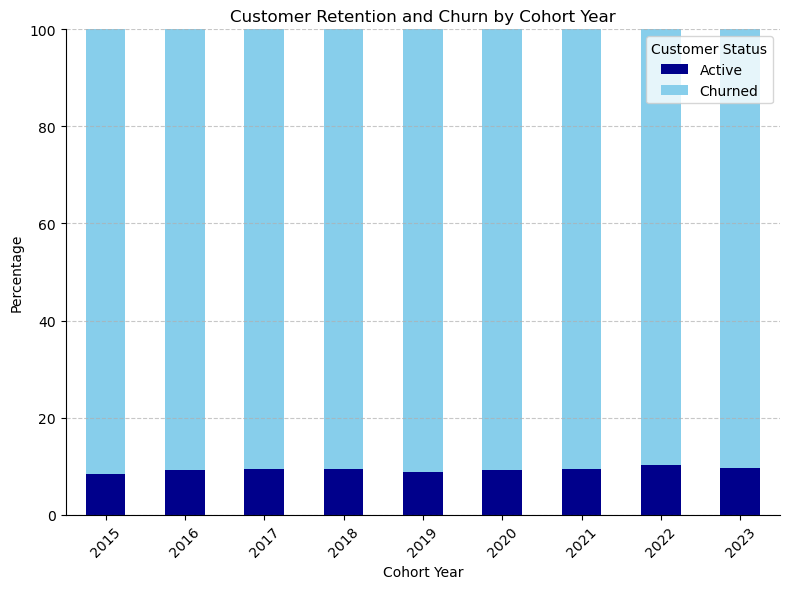 Customer Retention and Churn by Cohort Year
Customer Status
Active
Churned
100
80
60
40
20
0
Percentage
2015
2016
2017
2018
2019
2020
2021
2022
2023
Cohort Year